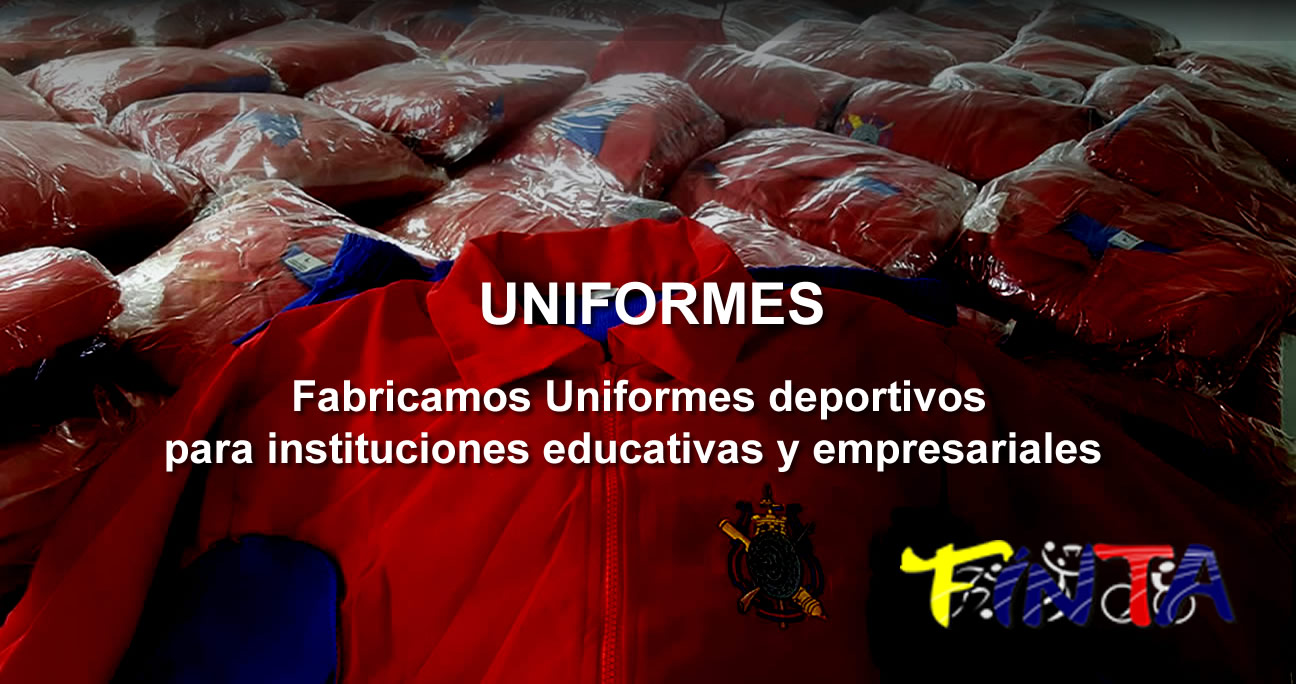 UNIFORMES
Fabricamos Uniformes deportivos
para instituciones educativas y empresariales
FINTA